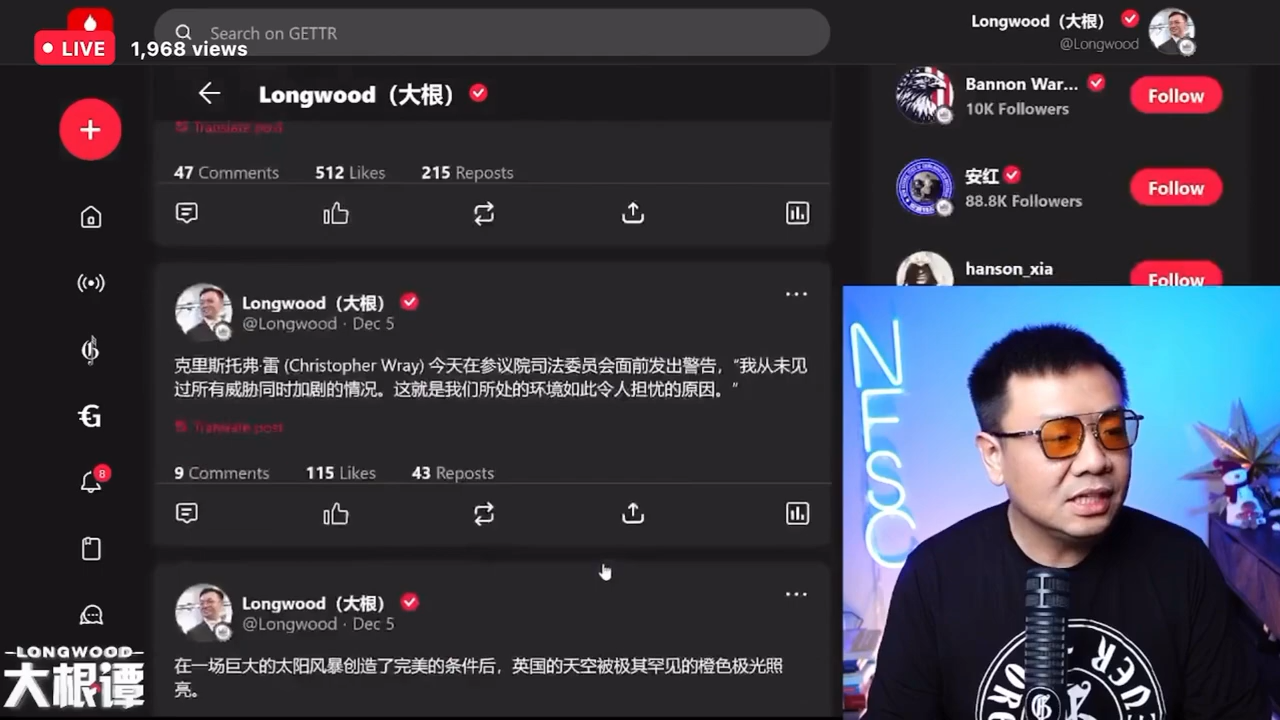 LIVE
1,968 views
Search on GETTR
Longwood（大根）
@Longwood
Longwood（大根）
Translate post
47 Comments 512 Likes 215 Reposts
Longwood（大根）
@Longwood · Dec 5
克里斯托弗·雷 (Christopher Wray) 今天在参议院司法委员会面前发出警告，“我从未见
过所有威胁同时加剧的情况。这就是我们所处的环境如此令人担忧的原因。”
Translate post
9 Comments 115 Likes 43 Reposts
Longwood（大根）
@Longwood · Dec 5
在一场巨大的太阳风暴创造了完美的条件后，英国的天空被极其罕见的橙色极光照
亮。
8
Bannon War...
10K Followers
Follow
安红
88.8K Followers
Follow
hanson_xia
Follow
NFSC
LONGWOOD
大根谭